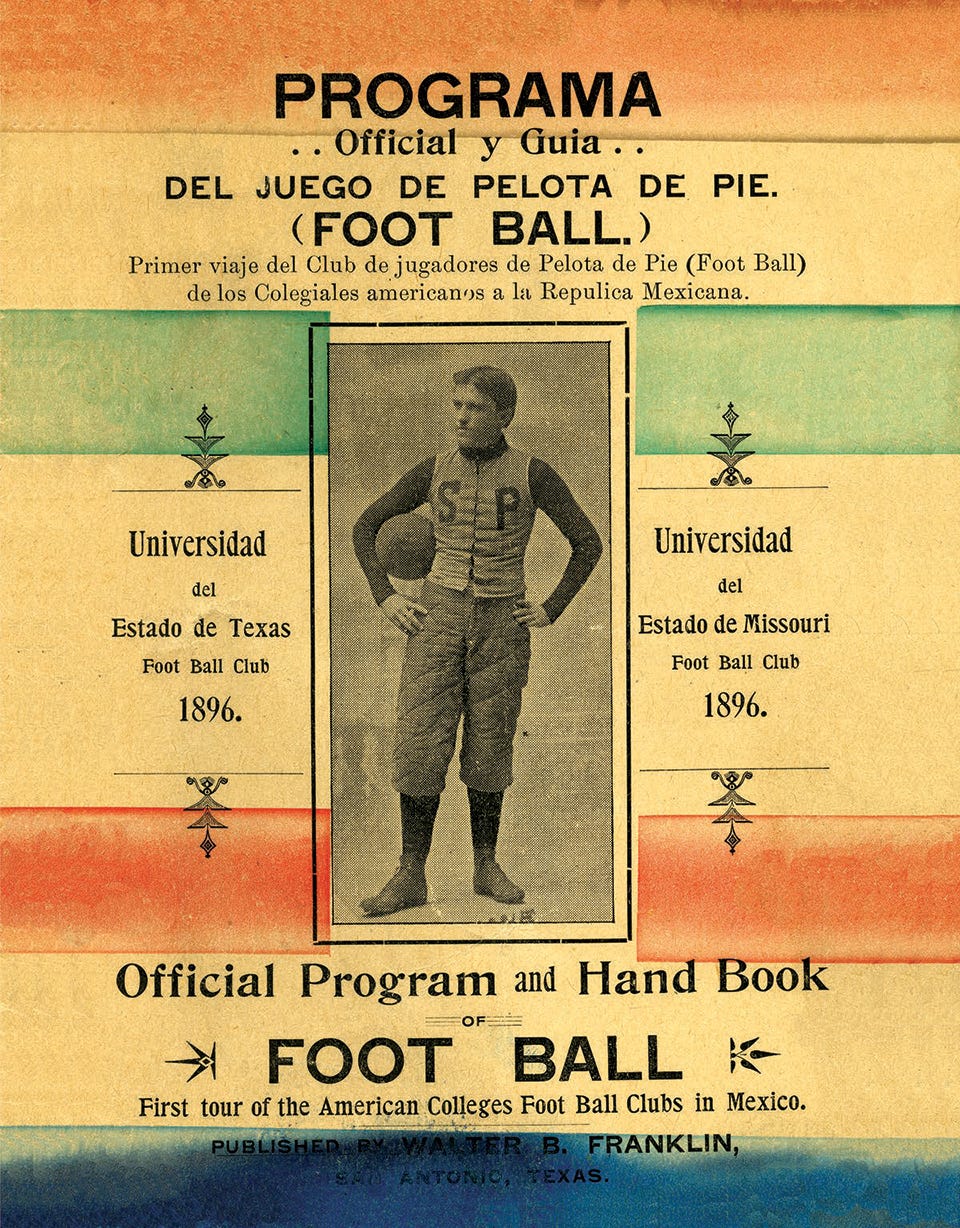 PROGRAMA
. . Official y Guia . .
DEL JUEGO DE PELOTA DE PIE.
(FOOT BALL.)
Primer viaje del Club de jugadores de Pelota de Pie (Foot Ball)
de los Colegiales americanos a la Repulica Mexicana.
S P
Universidad
del
Estado de Texas
Foot Ball Club
1896.
Universidad
del
Estado de Missouri
Foot Ball Club
1896.
Official Program and Hand Book
OF
FOOT BALL
First tour of the American Colleges Foot Ball Clubs in Mexico.
PUBLISHED BY WALTER B. FRANKLIN,
SAN ANTONIO, TEXAS.